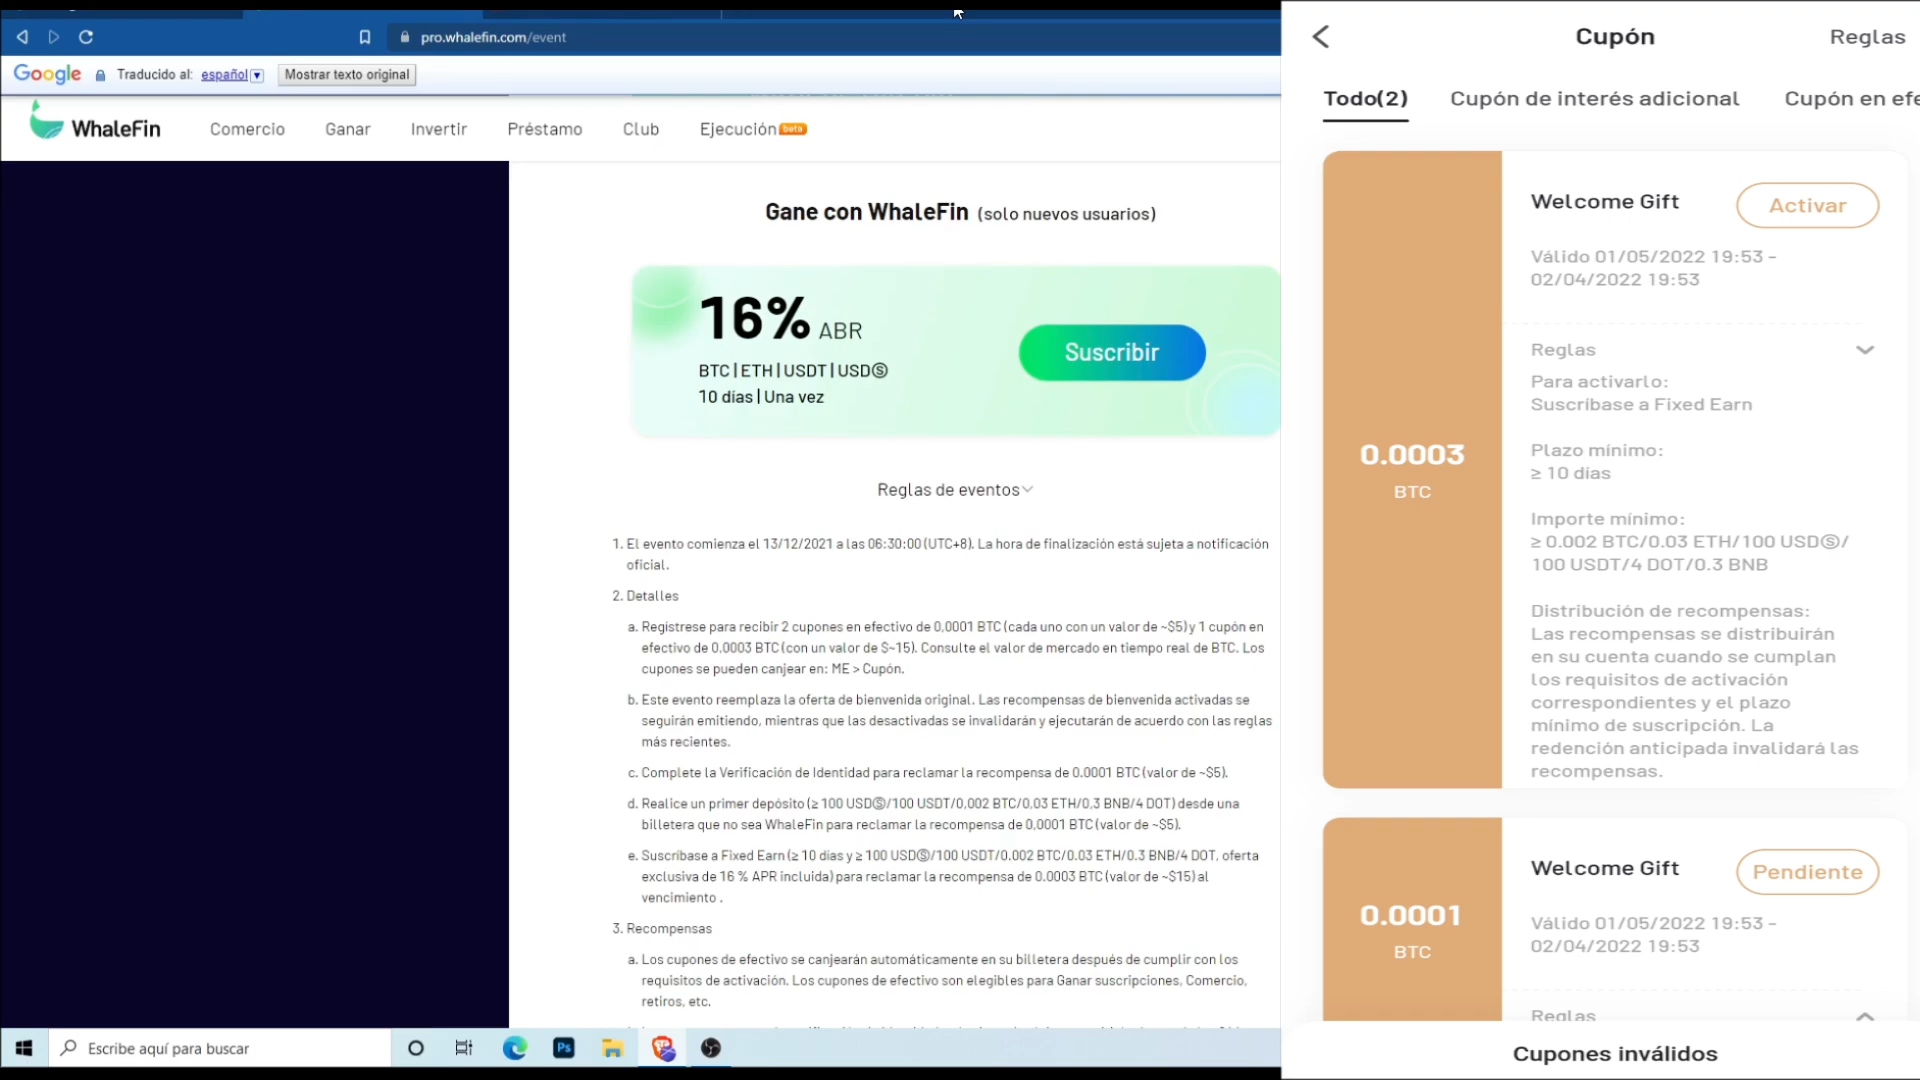 pro.whalefin.com/event
Google Traducido al: español Mostrar texto original
WhaleFin Comercio Ganar Invertir Préstamo Club Ejecución beta
Gane con WhaleFin (solo nuevos usuarios)
16% ABR
BTC | ETH | USDT | USDⓈ
10 días | Una vez
Suscribir
Reglas de eventos
1. El evento comienza el 13/12/2021 a las 06:30:00 (UTC+8). La hora de finalización está sujeta a notificación
oficial.
2. Detalles
a. Regístrese para recibir 2 cupones en efectivo de 0,0001 BTC (cada uno con un valor de ~$5) y 1 cupón en
efectivo de 0,0003 BTC (con un valor de $~15). Consulte el valor de mercado en tiempo real de BTC. Los
cupones se pueden canjear en: ME > Cupón.
b. Este evento reemplaza la oferta de bienvenida original. Las recompensas de bienvenida activadas se
seguirán emitiendo, mientras que las desactivadas se invalidarán y ejecutarán de acuerdo con las reglas
más recientes.
c. Complete la Verificación de Identidad para reclamar la recompensa de 0.0001 BTC (valor de ~$5).
d. Realice un primer depósito (≥ 100 USDⓈ/100 USDT/0,002 BTC/0,03 ETH/0,3 BNB/4 DOT) desde una
billetera que no sea WhaleFin para reclamar la recompensa de 0,0001 BTC (valor de ~$5).
e. Suscríbase a Fixed Earn (≥ 10 días y ≥ 100 USDⓈ/100 USDT/0.002 BTC/0.03 ETH/0.3 BNB/4 DOT, oferta
exclusiva de 16 % APR incluida) para reclamar la recompensa de 0.0003 BTC (valor de ~$15) al
vencimiento .
3. Recompensas
a. Los cupones de efectivo se canjearán automáticamente en su billetera después de cumplir con los
requisitos de activación. Los cupones de efectivo son elegibles para Ganar suscripciones, Comercio,
retiros, etc.
Escribe aquí para buscar
Ps
Cupón Reglas
Todo(2) Cupón de interés adicional Cupón en efe
0.0003
BTC
Welcome Gift
Activar
Válido 01/05/2022 19:53 -
02/04/2022 19:53
Reglas
Para activarlo:
Suscríbase a Fixed Earn
Plazo mínimo:
≥ 10 días
Importe mínimo:
≥ 0.002 BTC/0.03 ETH/100 USDⓈ/
100 USDT/4 DOT/0.3 BNB
Distribución de recompensas:
Las recompensas se distribuirán
en su cuenta cuando se cumplan
los requisitos de activación
correspondientes y el plazo
mínimo de suscripción. La
redención anticipada invalidará las
recompensas.
0.0001
BTC
Welcome Gift
Pendiente
Válido 01/05/2022 19:53 -
02/04/2022 19:53
Reglas
Cupones inválidos